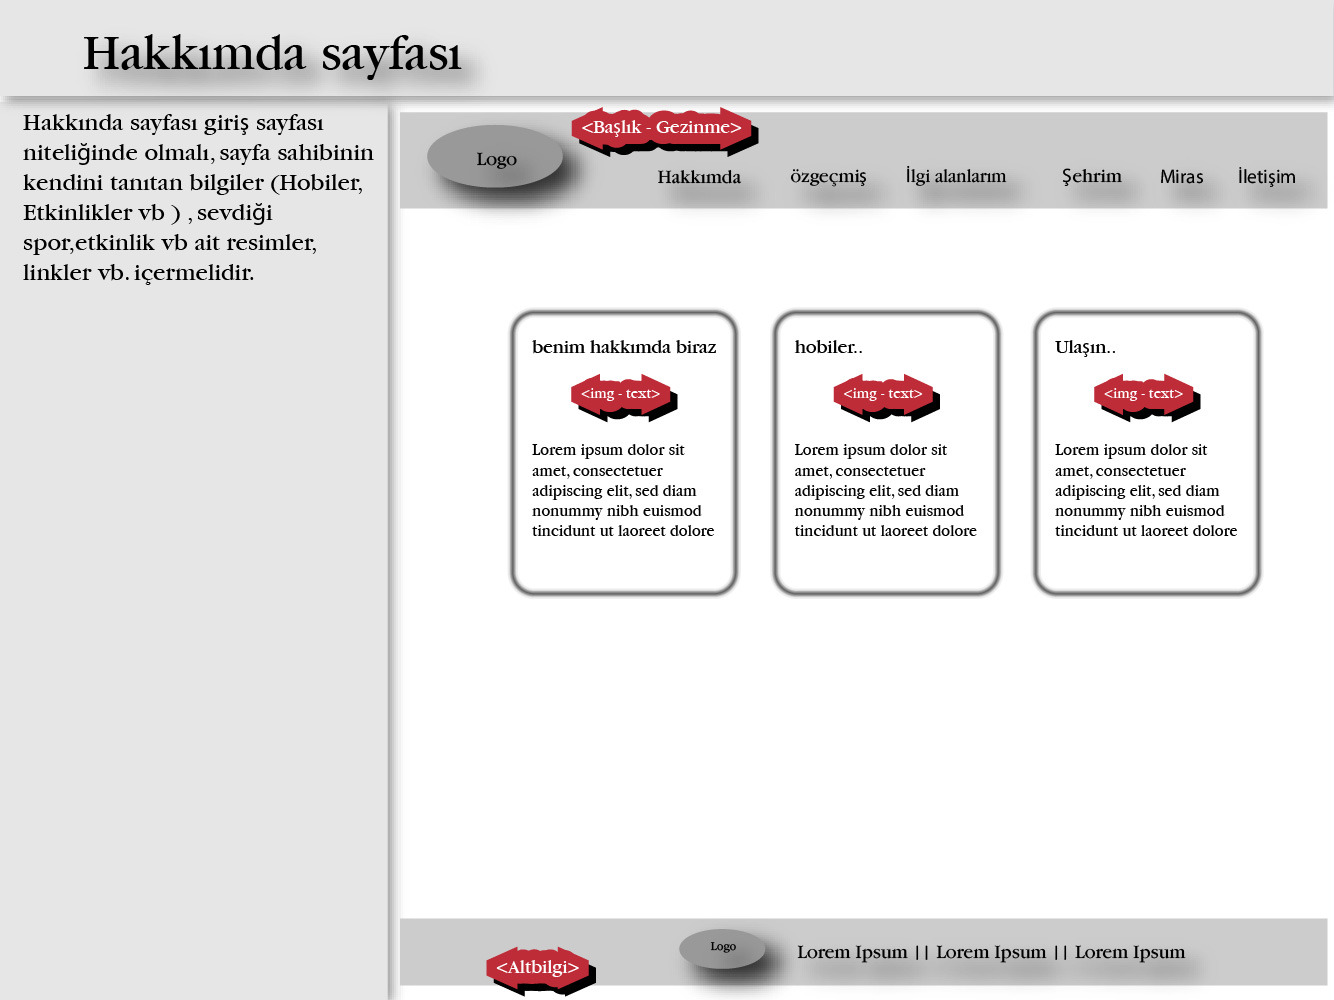 Hakkımda sayfası
Hakkında sayfası giriş sayfası
niteliğinde olmalı, sayfa sahibinin
kendini tanıtan bilgiler (Hobiler,
Etkinlikler vb ) , sevdiği
spor,etkinlik vb ait resimler,
linkler vb. içermelidir.
<Başlık - Gezinme>
Logo
Hakkımda özgeçmiş İlgi alanlarım Şehrim Miras İletişim
benim hakkımda biraz
<img - text>
Lorem ipsum dolor sit
amet, consectetuer
adipiscing elit, sed diam
nonummy nibh euismod
tincidunt ut laoreet dolore
hobiler..
<img - text>
Lorem ipsum dolor sit
amet, consectetuer
adipiscing elit, sed diam
nonummy nibh euismod
tincidunt ut laoreet dolore
Ulaşın..
<img - text>
Lorem ipsum dolor sit
amet, consectetuer
adipiscing elit, sed diam
nonummy nibh euismod
tincidunt ut laoreet dolore
<Altbilgi>
Logo
Lorem Ipsum || Lorem Ipsum || Lorem Ipsum